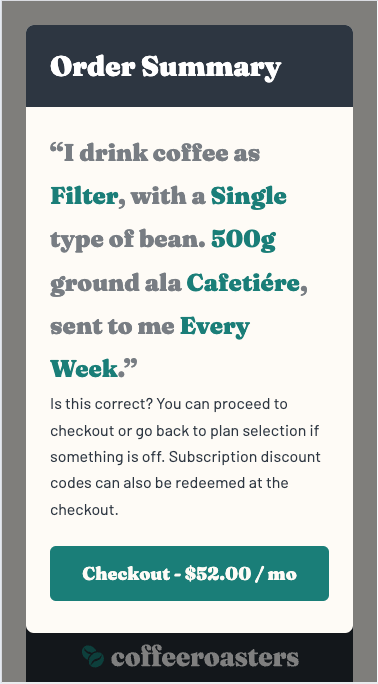 Order Summary
“I drink coffee as
Filter, with a Single
type of bean. 500g
ground ala Cafetiére,
sent to me Every
Week.”
Is this correct? You can proceed to
checkout or go back to plan selection if
something is off. Subscription discount
codes can also be redeemed at the
checkout.
Checkout - $52.00 / mo
coffeeroasters